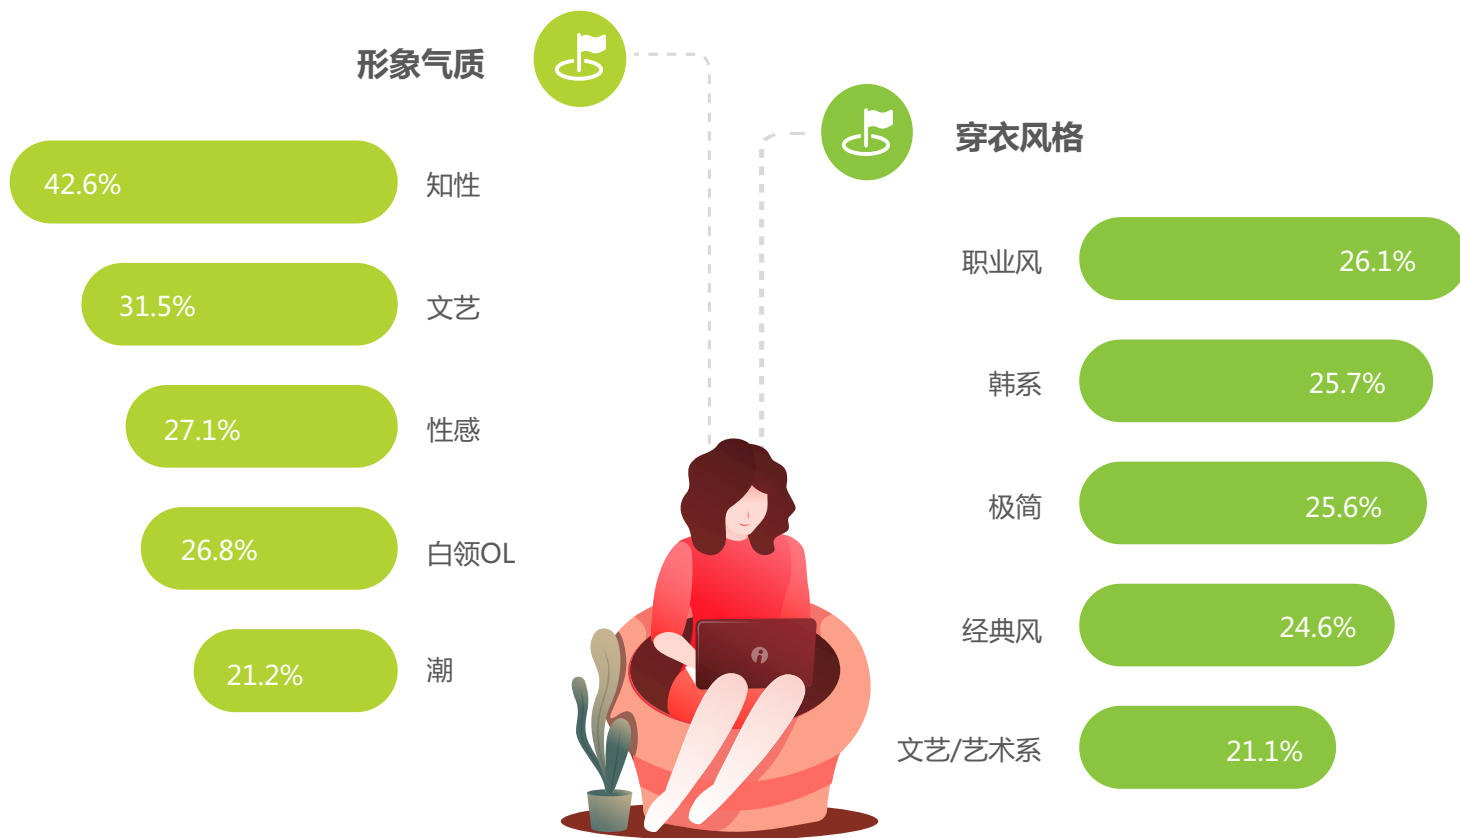 形象气质
42.6% 知性
31.5% 文艺
27.1% 性感
26.8% 白领OL
21.2% 潮
穿衣风格
职业风 26.1%
韩系 25.7%
极简 25.6%
经典风 24.6%
文艺/艺术系 21.1%